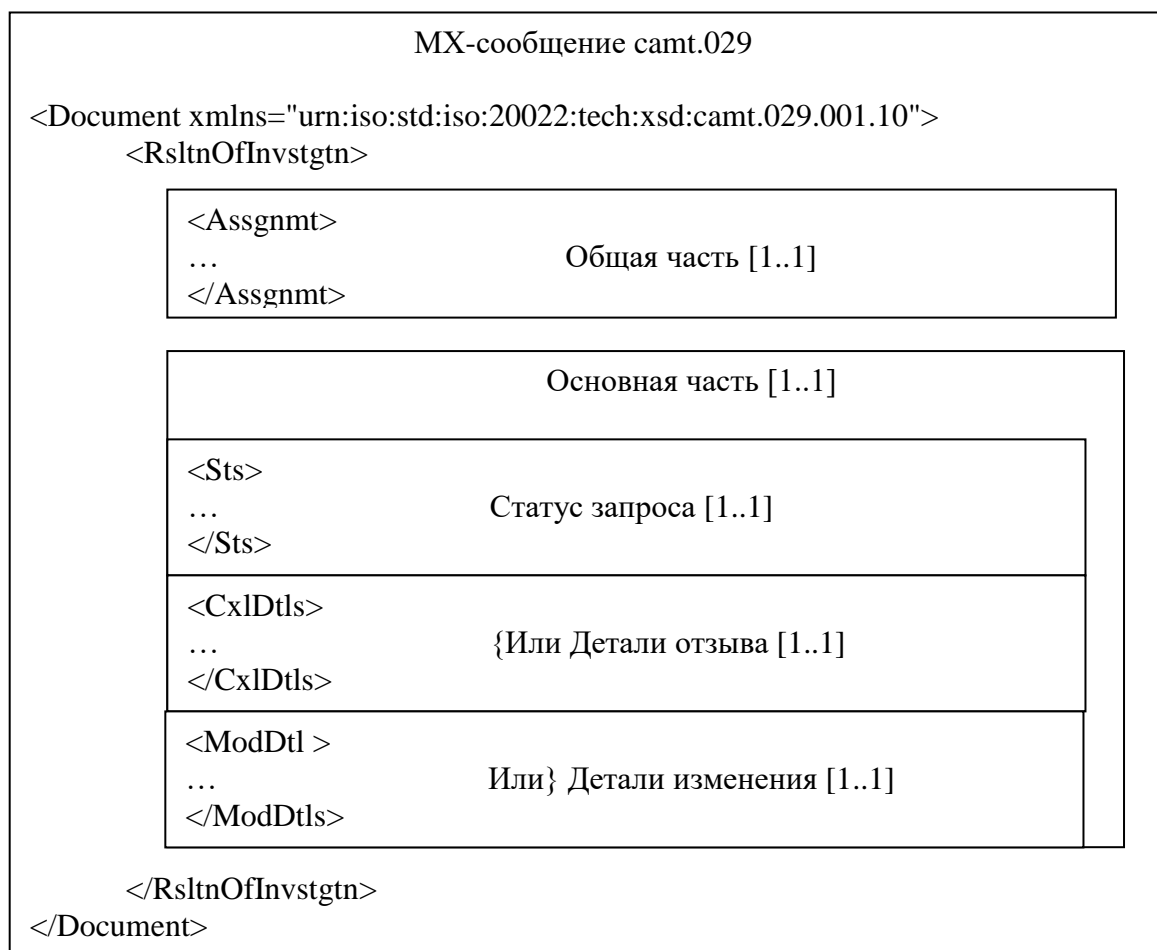 МХ-сообщение camt.029
<Document xmlns="urn:iso:std:iso:20022:tech:xsd:camt.029.001.10">
<RsltnOfInvstgtn>
<Assgnmt>
… Общая часть [1..1]
</Assgnmt>
Основная часть [1..1]
<Sts>
… Статус запроса [1..1]
</Sts>
<CxlDtls>
… {Или Детали отзыва [1..1]
</CxlDtls>
<ModDtl >
… Или} Детали изменения [1..1]
</ModDtls>
</RsltnOfInvstgtn>
</Document>